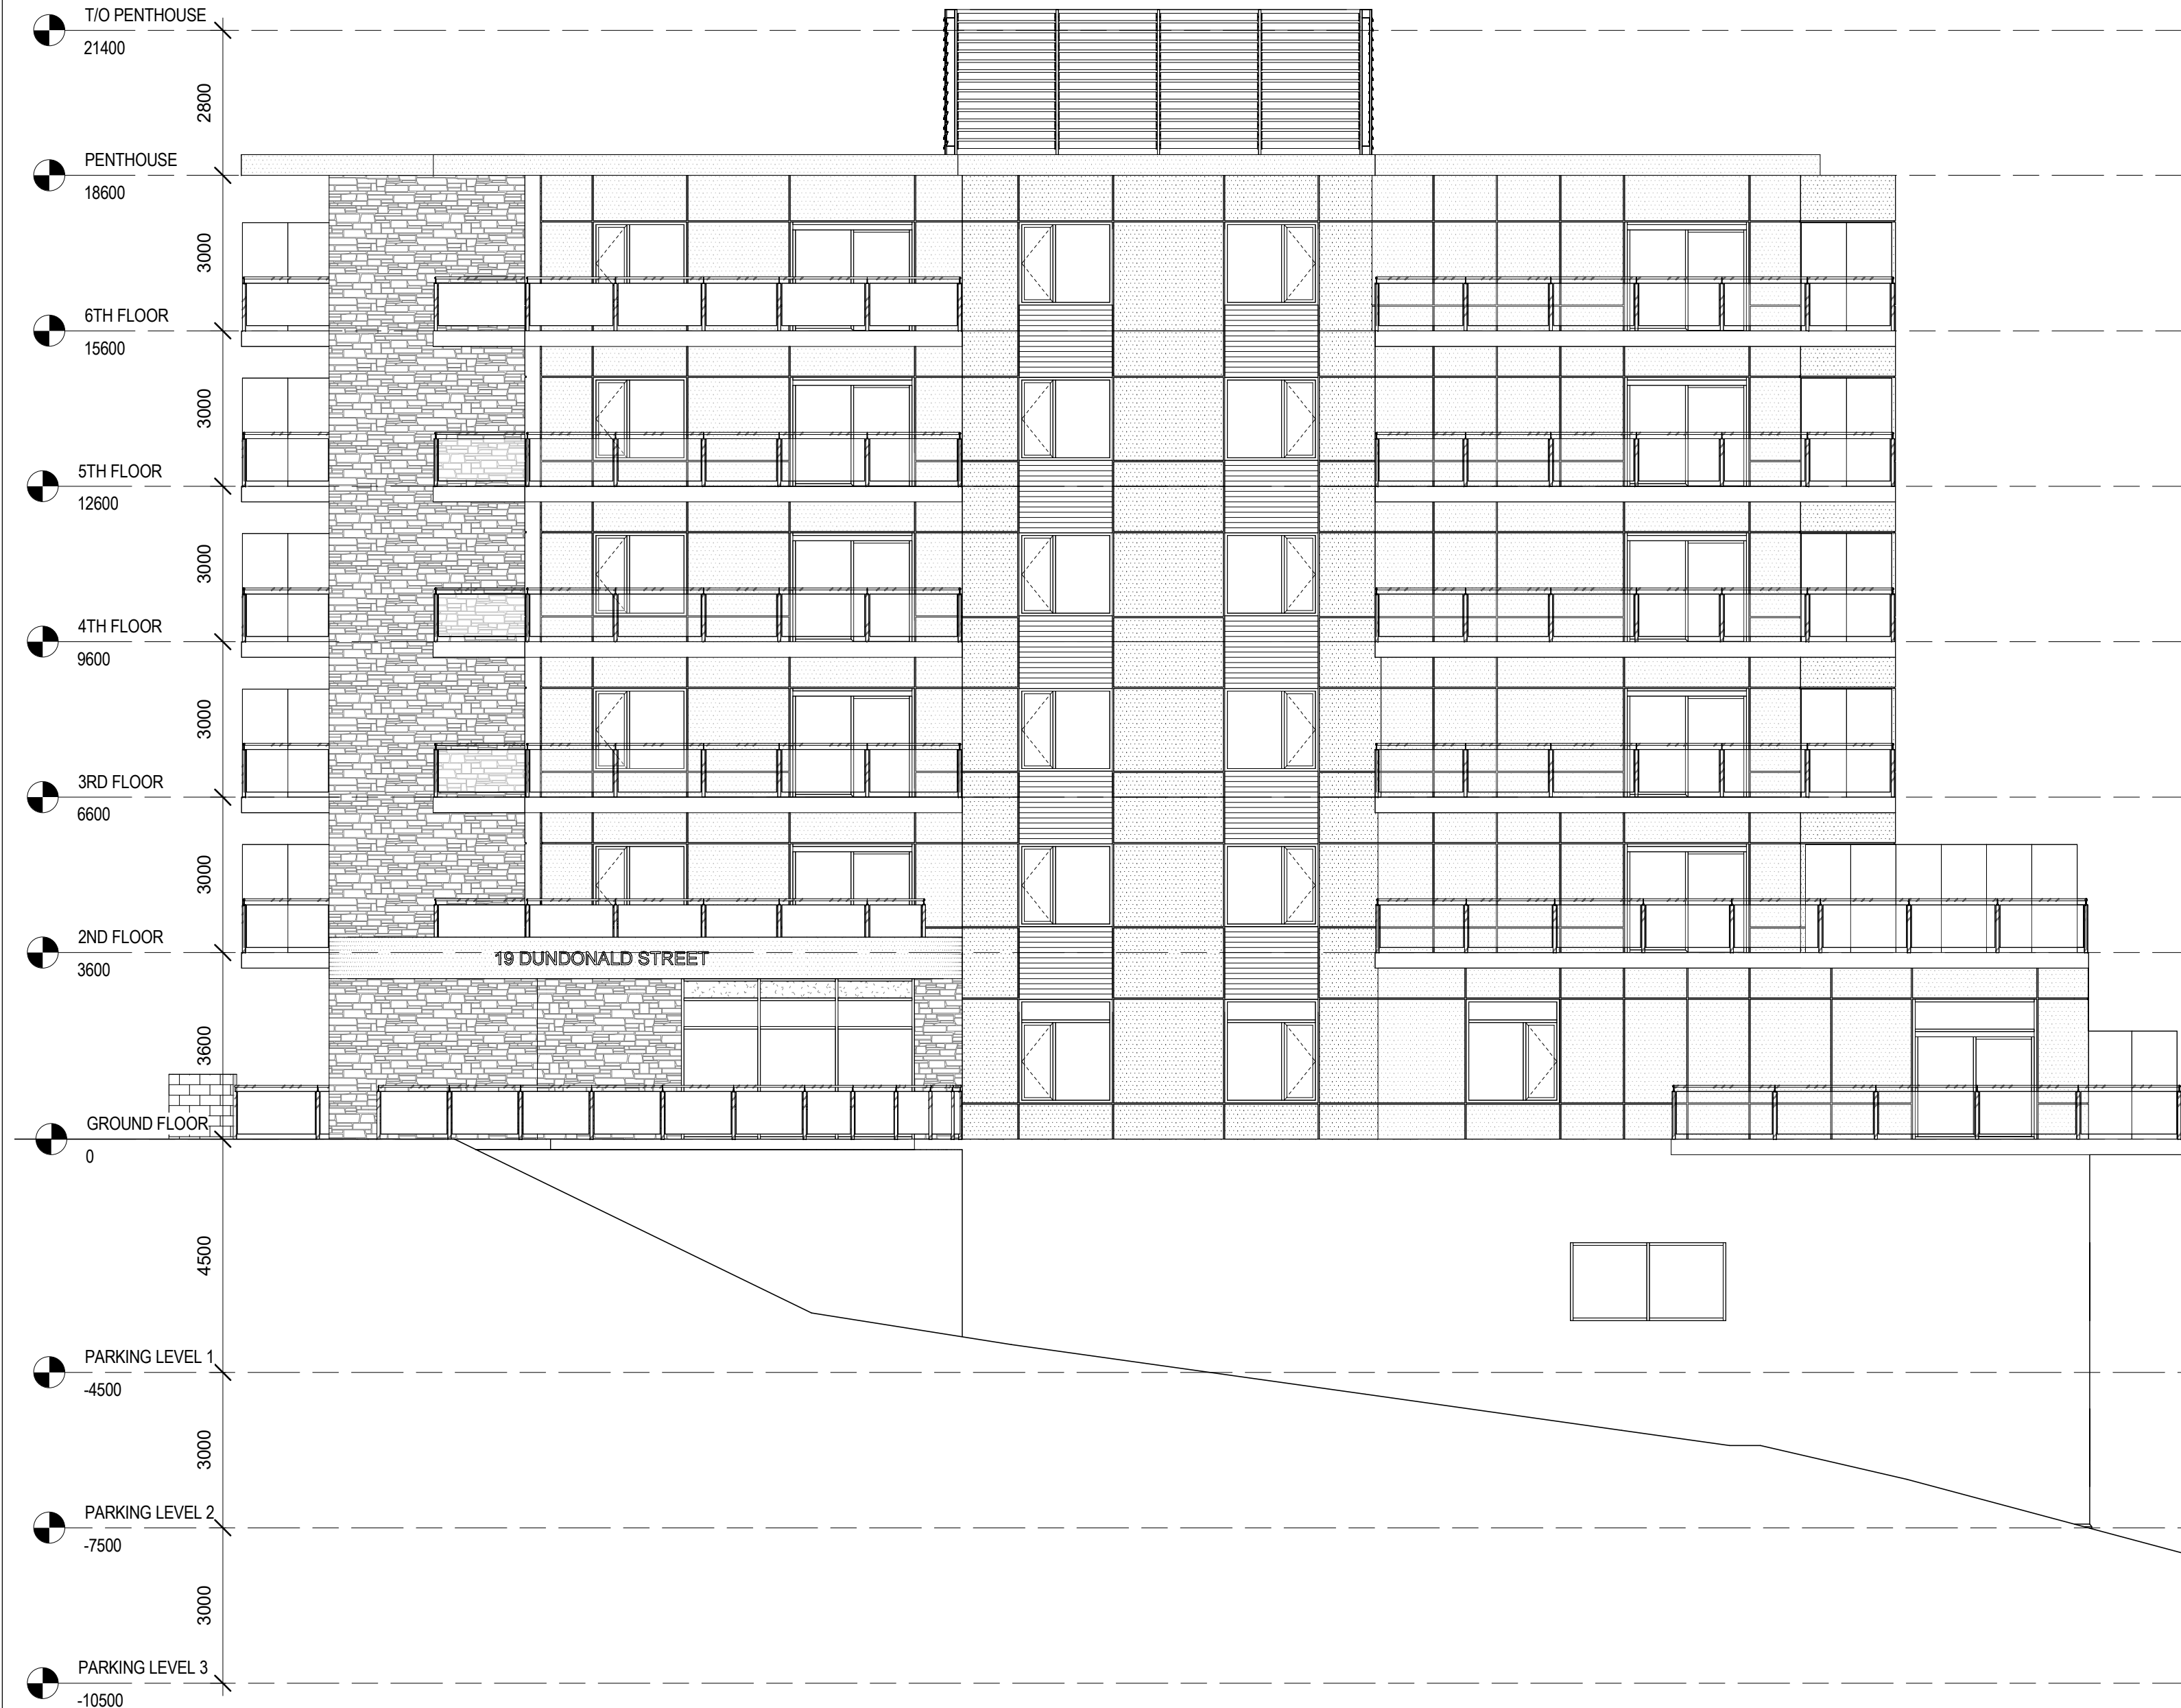 T/O PENTHOUSE
21400
2800
PENTHOUSE
18600
3000
6TH FLOOR
15600
3000
5TH FLOOR
12600
3000
4TH FLOOR
9600
3000
3RD FLOOR
6600
3000
2ND FLOOR
3600
19 DUNDONALD STREET
3600
GROUND FLOOR
0
4500
PARKING LEVEL 1
-4500
3000
PARKING LEVEL 2
-7500
3000
PARKING LEVEL 3
-10500